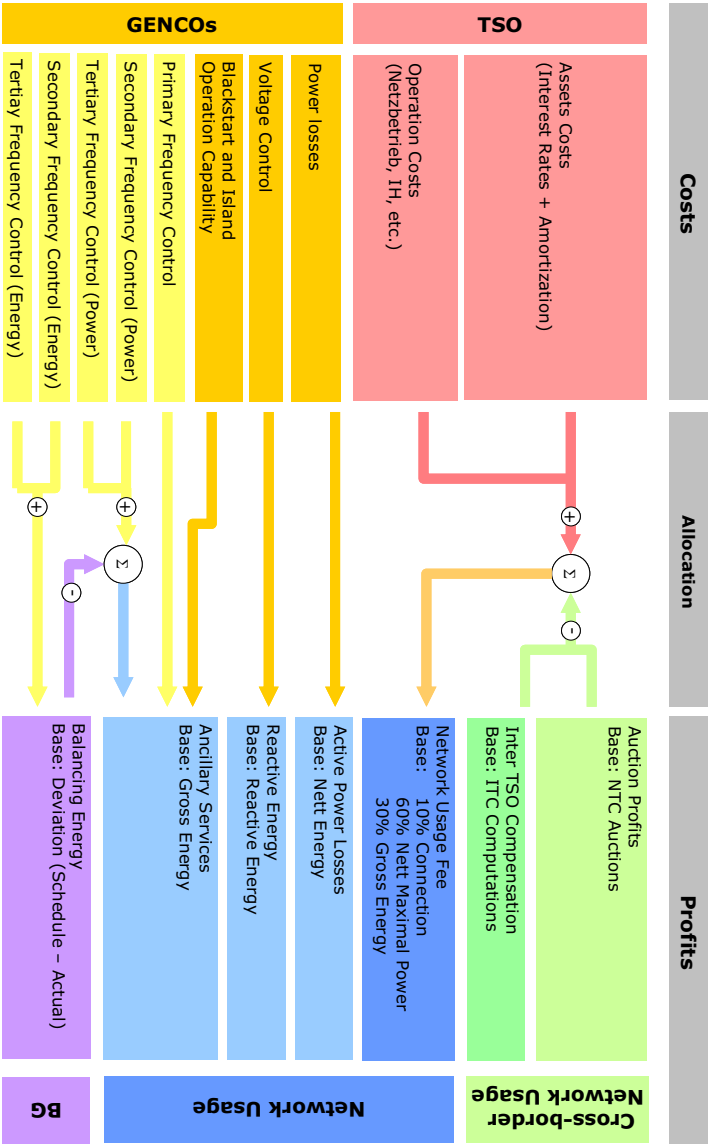 Costs
Allocation
Profits
TSO
Assets Costs
(Interest Rates + Amortization)
Operation Costs
(Netzbetrieb, IH, etc.)
GENCOs
Power losses
Voltage Control
Blackstart and Island
Operation Capability
Primary Frequency Control
Secondary Frequency Control (Power)
Tertiary Frequency Control (Power)
Secondary Frequency Control (Energy)
Tertiay Frequency Control (Energy)
+
Σ
-
+
Σ
-
+
Auction Profits
Base: NTC Auctions
Inter TSO Compensation
Base: ITC Computations
Network Usage Fee
Base: 10% Connection
60% Nett Maximal Power
30% Gross Energy
Active Power Losses
Base: Nett Energy
Reactive Energy
Base: Reactive Energy
Ancillary Services
Base: Gross Energy
Balancing Energy
Base: Deviation (Schedule – Actual)
Cross-border
Network Usage
Network Usage
BG